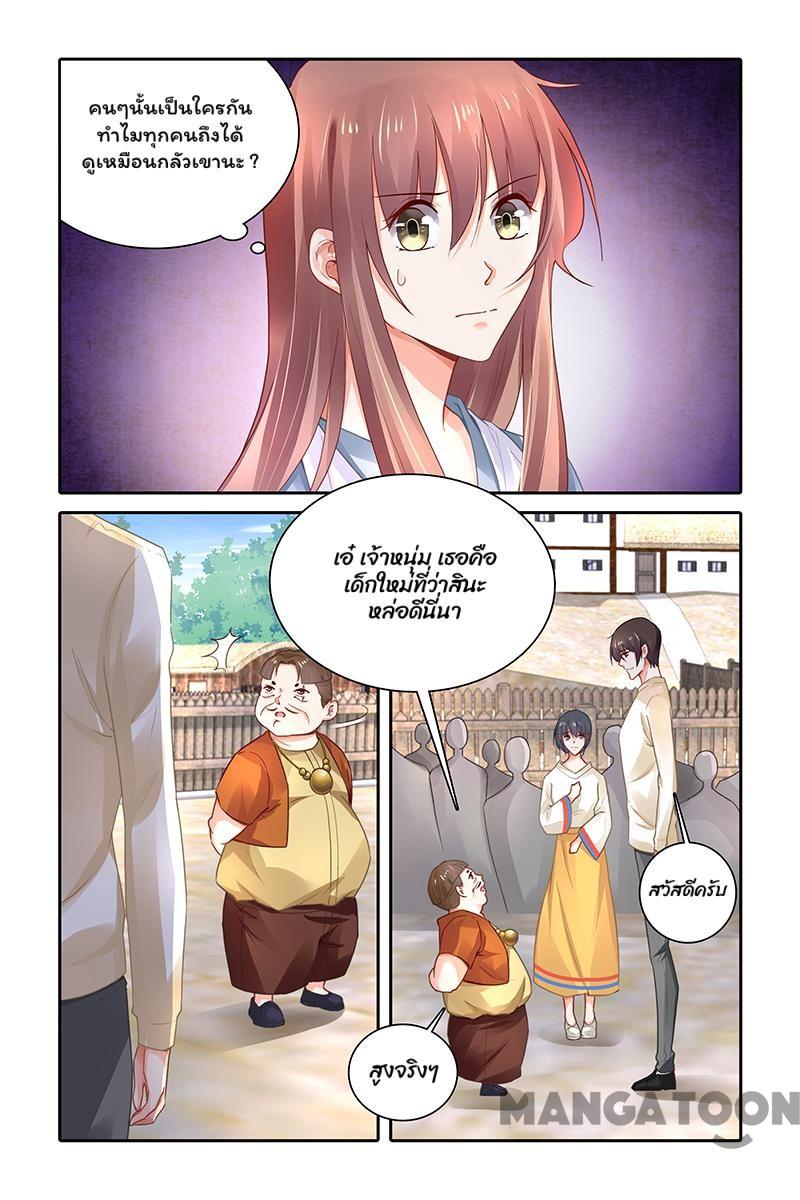 คนๆนั้นเป็นใครกัน
ทำไมทุกคนถึงได้
ดูเหมือนกลัวเขานะ ?
เอ๋ เจ้าหนุ่ม เธอคือ
เด็กใหม่ที่ว่าสินะ
หล่อดีนี่นา
สวัสดีครับ
สูงจริงๆ
MANGATOON